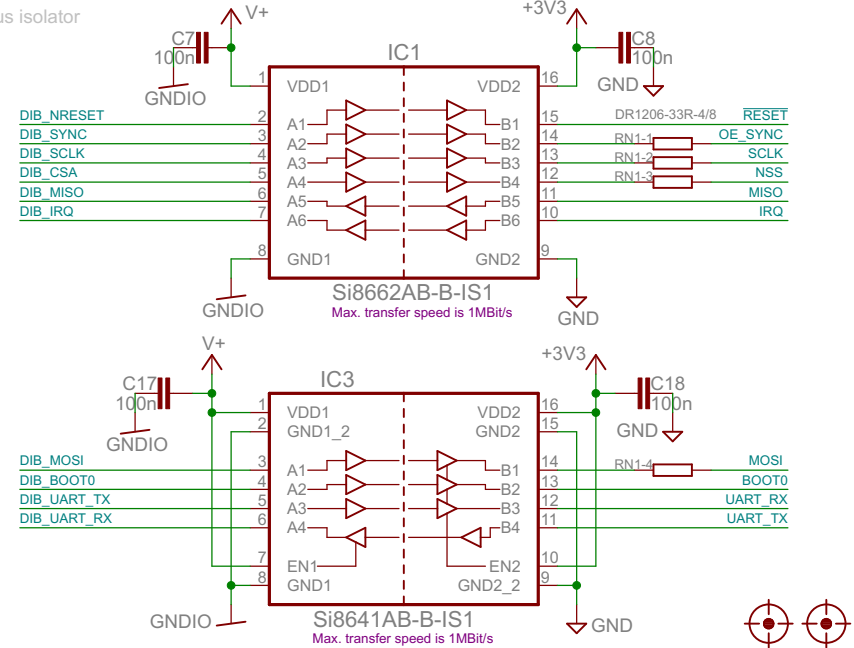 us isolator
V+
+3V3
C7
100n
GNDIO
IC1
C8
100n
GND
1 VDD1 VDD2 16
DIB_NRESET 2 A1 B1 15 DR1206-33R-4/8 RESET
DIB_SYNC 3 A2 B2 14 RN1-1 OE_SYNC
DIB_SCLK 4 A3 B3 13 RN1-2 SCLK
DIB_CSA 5 A4 B4 12 RN1-3 NSS
DIB_MISO 6 A5 B5 11 MISO
DIB_IRQ 7 A6 B6 10 IRQ
8 GND1 GND2 9
GNDIO
Si8662AB-B-IS1
Max. transfer speed is 1MBit/s
GND
V+
+3V3
C17
100n
GNDIO
IC3
C18
100n
GND
1 VDD1 VDD2 16
2 GND1_2 GND2 15
DIB_MOSI 3 A1 B1 14 RN1-4 MOSI
DIB_BOOT0 4 A2 B2 13 BOOT0
DIB_UART_TX 5 A3 B3 12 UART_RX
DIB_UART_RX 6 A4 B4 11 UART_TX
7 EN1 EN2 10
8 GND1 GND2_2 9
GNDIO
Si8641AB-B-IS1
Max. transfer speed is 1MBit/s
GND